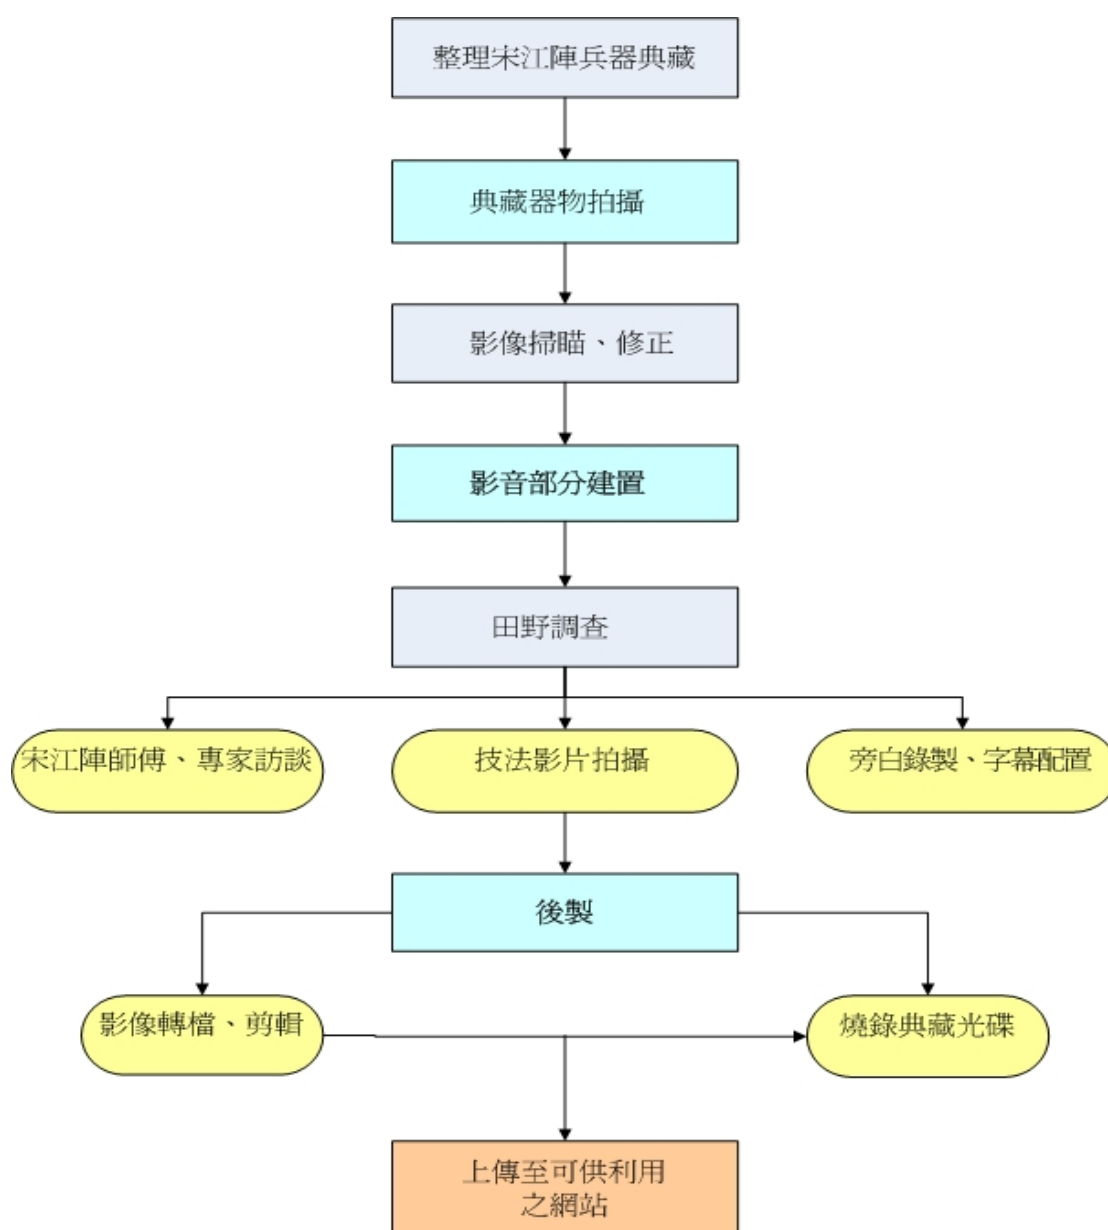 整理宋江陣兵器典藏
典藏器物拍攝
影像掃瞄、修正
影音部分建置
田野調查
宋江陣師傅、專家訪談
技法影片拍攝
旁白錄製、字幕配置
後製
影像轉檔、剪輯
燒錄典藏光碟
上傳至可供利用
之網站